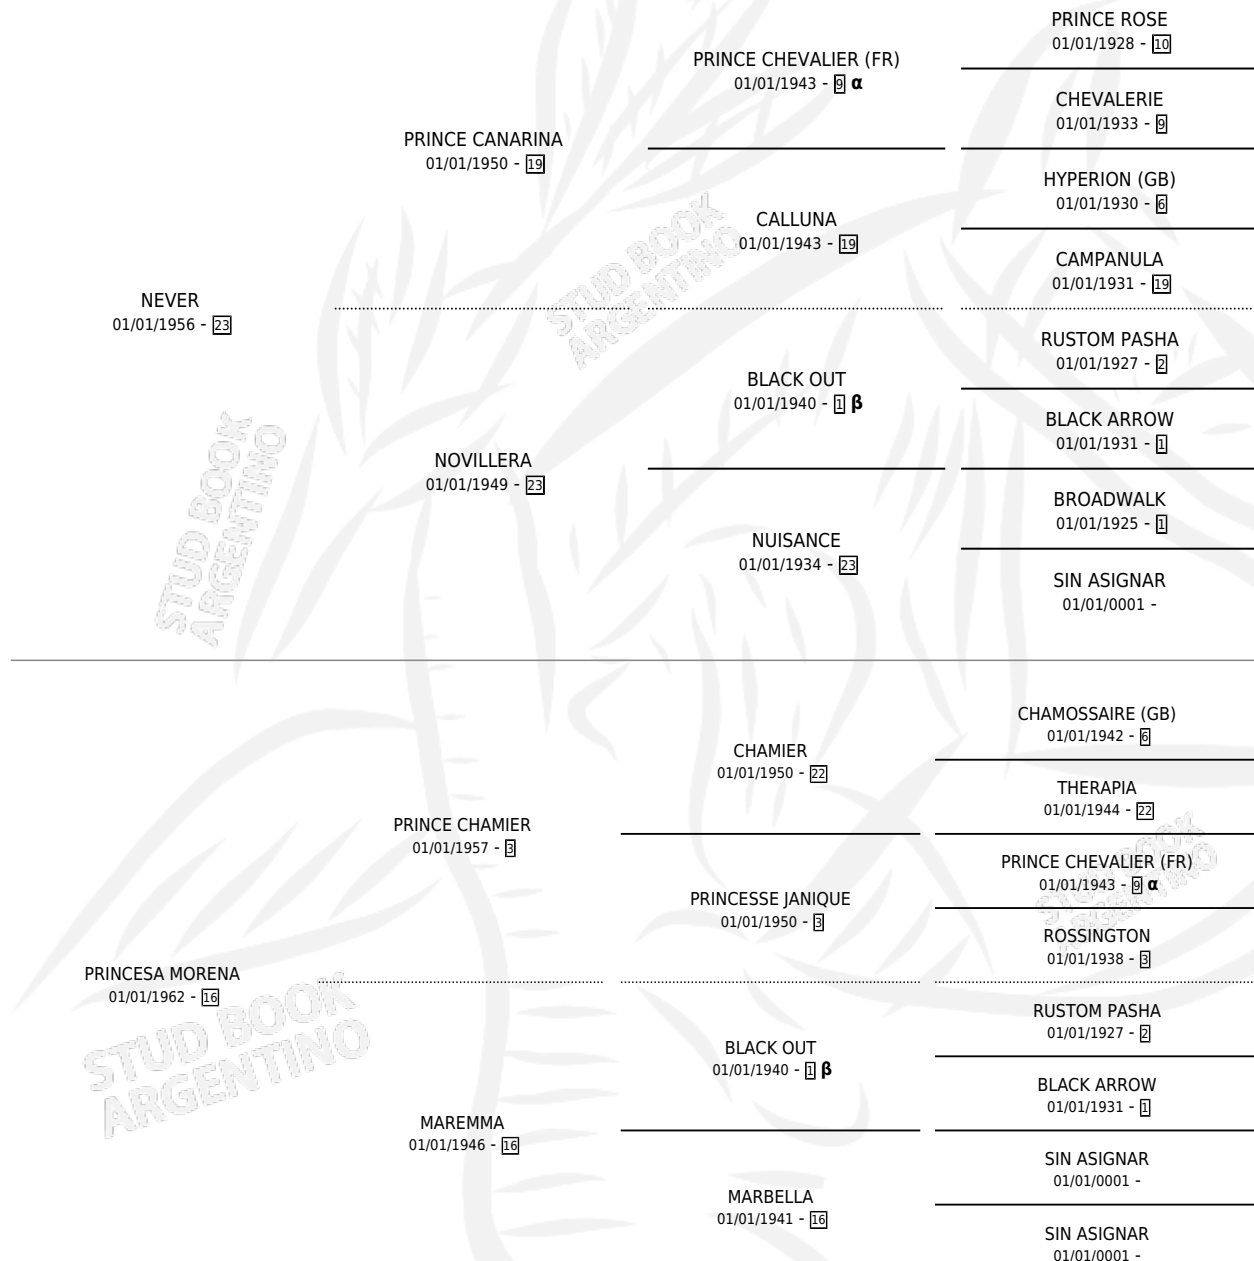 PRINCE ROSE
01/01/1928 - 10
PRINCE CHEVALIER (FR)
01/01/1943 - 9 α
CHEVALERIE
01/01/1933 - 9
PRINCE CANARINA
01/01/1950 - 19
HYPERION (GB)
01/01/1930 - 6
CALLUNA
01/01/1943 - 19
CAMPANULA
01/01/1931 - 19
NEVER
01/01/1956 - 23
STUD BOOK
ARGENTINO
RUSTOM PASHA
01/01/1927 - 2
BLACK OUT
01/01/1940 - 1 β
BLACK ARROW
01/01/1931 - 1
NOVILLERA
01/01/1949 - 23
STUD BOOK
ARGENTINO
BROADWALK
01/01/1925 - 1
NUISANCE
01/01/1934 - 23
SIN ASIGNAR
01/01/0001 -
CHAMOSSAIRE (GB)
01/01/1942 - 6
CHAMIER
01/01/1950 - 22
THERAPIA
01/01/1944 - 22
PRINCE CHAMIER
01/01/1957 - 3
STUD BOOK
ARGENTINO
PRINCE CHEVALIER (FR)
01/01/1943 - 9 α
PRINCESSE JANIQUE
01/01/1950 - 3
ROSSINGTON
01/01/1938 - 3
PRINCESA MORENA
01/01/1962 - 16
STUD BOOK
ARGENTINO
RUSTOM PASHA
01/01/1927 - 2
BLACK OUT
01/01/1940 - 1 β
BLACK ARROW
01/01/1931 - 1
MAREMMA
01/01/1946 - 16
SIN ASIGNAR
01/01/0001 -
MARBELLA
01/01/1941 - 16
SIN ASIGNAR
01/01/0001 -